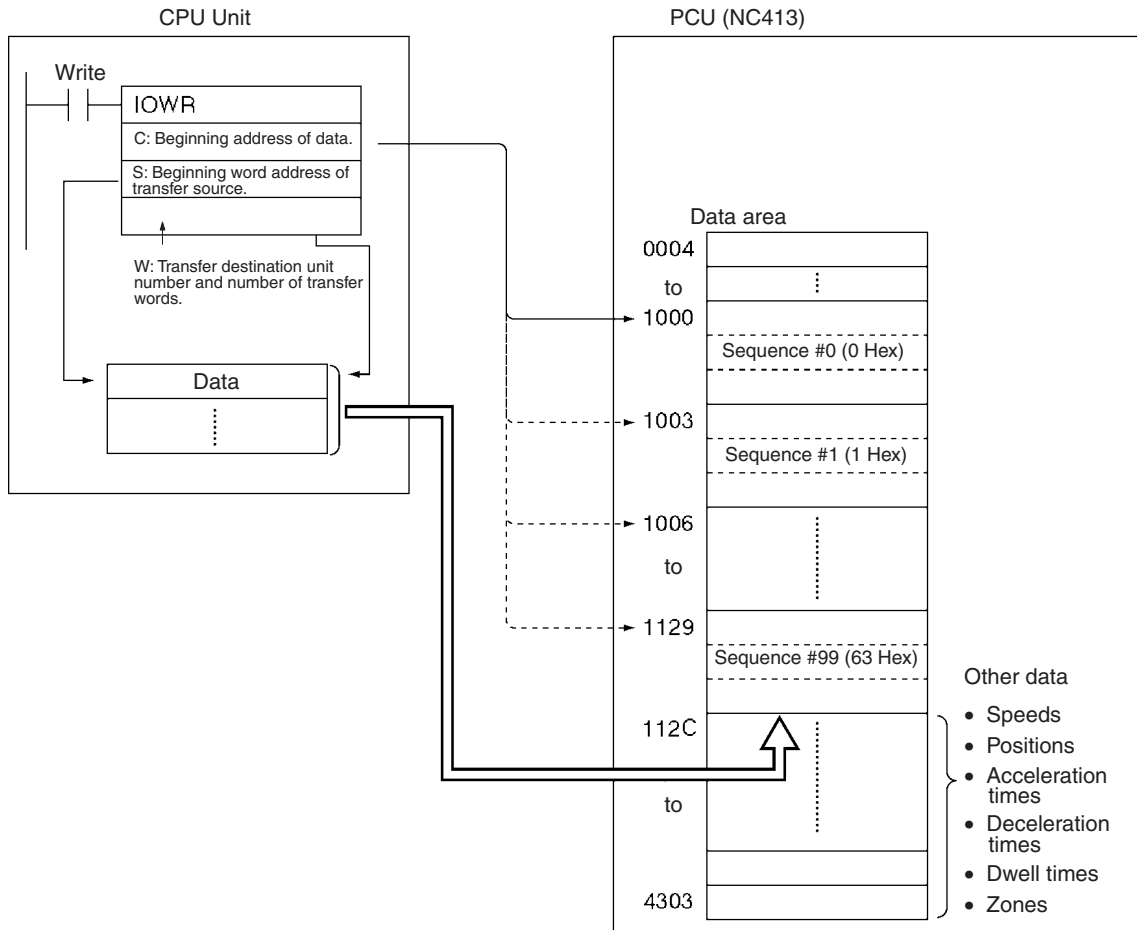 CPU Unit
Write
IOWR
C: Beginning address of data.
S: Beginning word address of
transfer source.
W: Transfer destination unit
number and number of transfer
words.
Data
PCU (NC413)
Data area
0004
to
1000
Sequence #0 (0 Hex)
1003
Sequence #1 (1 Hex)
1006
to
1129
Sequence #99 (63 Hex)
112C
to
4303
Other data
• Speeds
• Positions
• Acceleration
times
• Deceleration
times
• Dwell times
• Zones